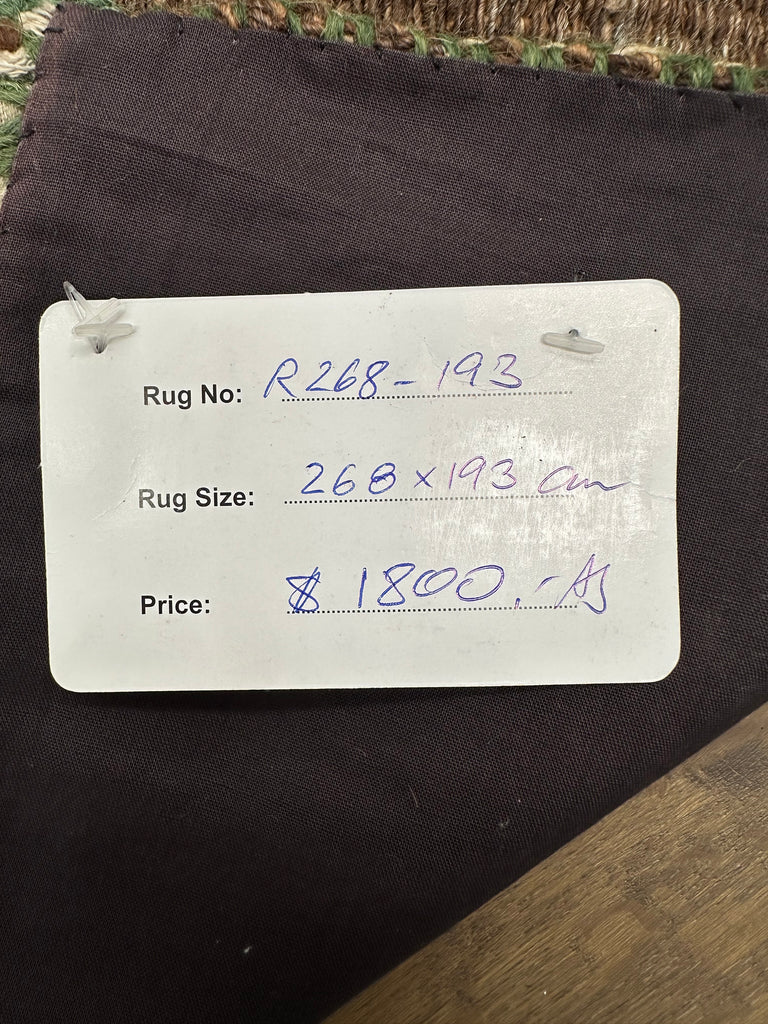 Rug No: R268-193
Rug Size: 268 x 193 cm
Price: $ 1800,-